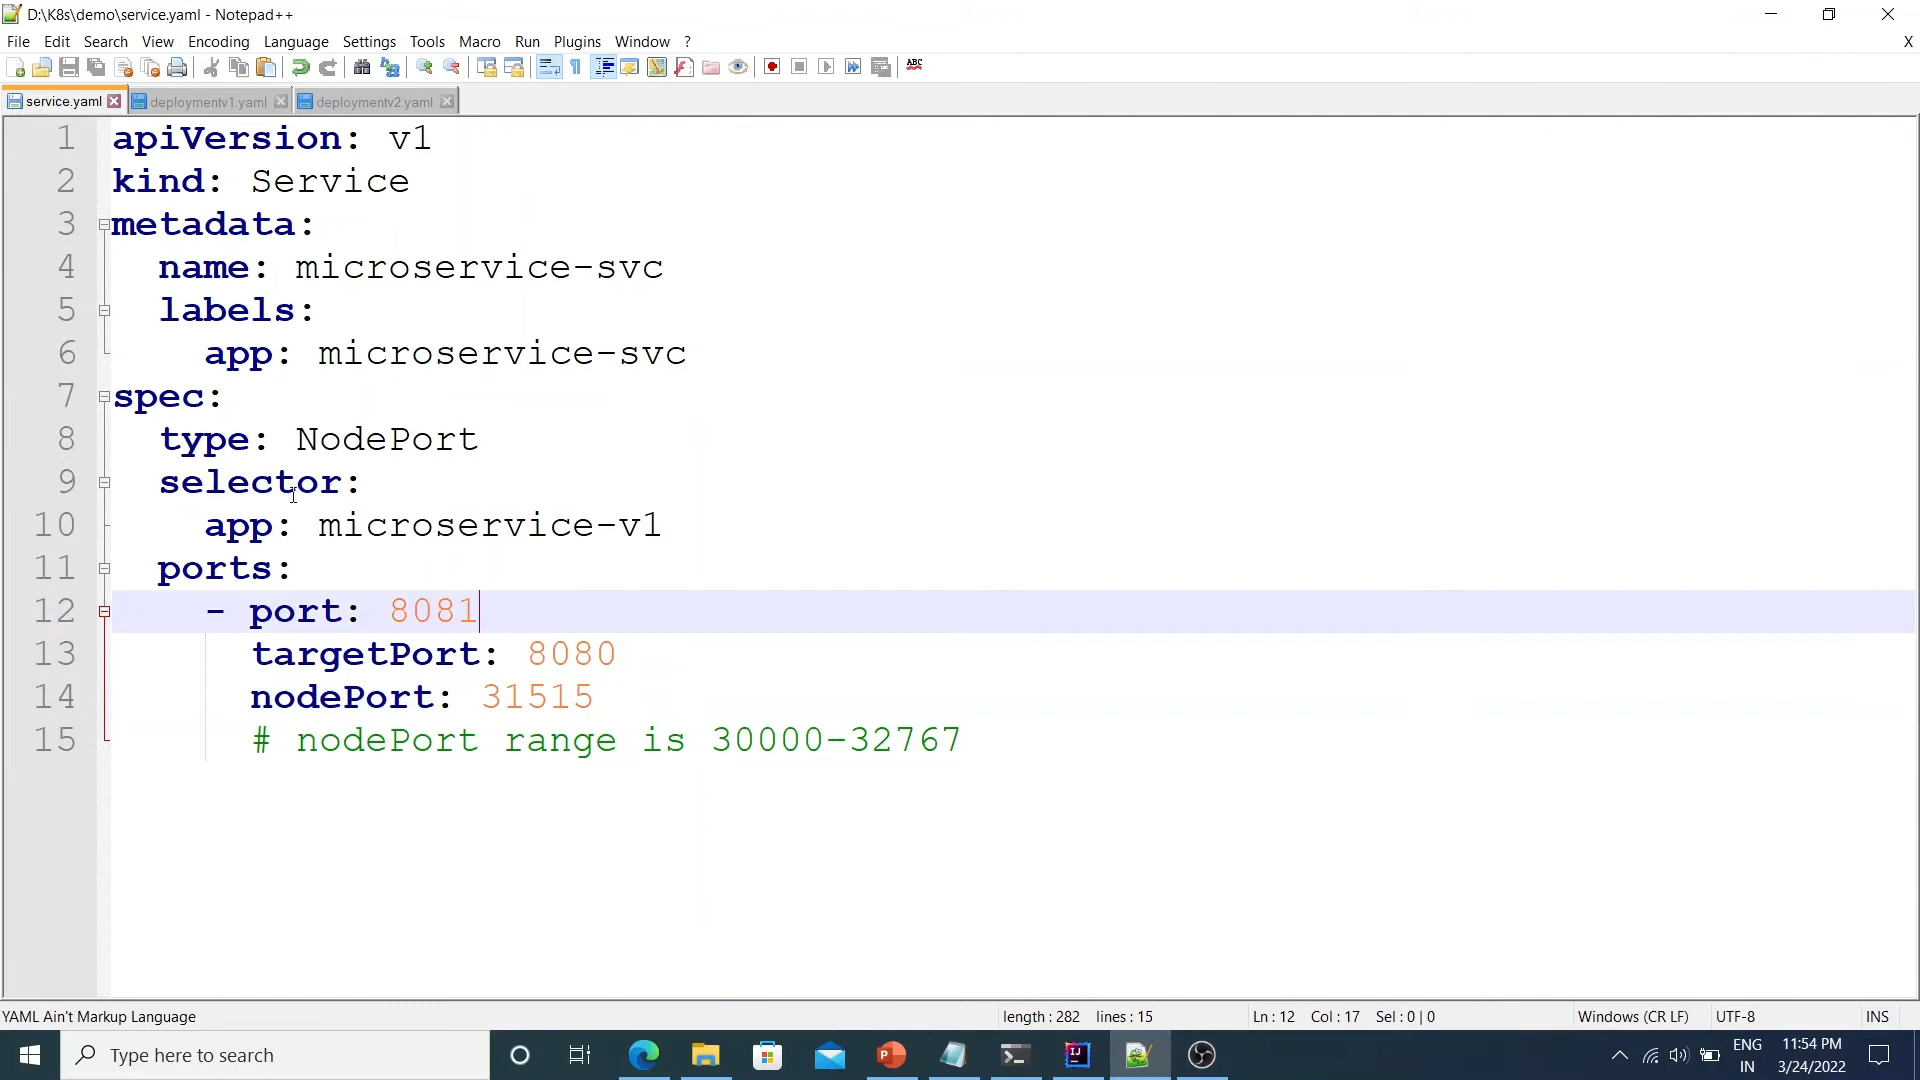 D:\K8s\demo\service.yaml - Notepad++
File Edit Search View Encoding Language Settings Tools Macro Run Plugins Window ? X
service.yaml deploymentv1.yaml deploymentv2.yaml
1 apiVersion: v1
2 kind: Service
3 metadata:
4 name: microservice-svc
5 labels:
6 app: microservice-svc
7 spec:
8 type: NodePort
9 selector:
10 app: microservice-v1
11 ports:
12 - port: 8081
13 targetPort: 8080
14 nodePort: 31515
15 # nodePort range is 30000-32767
YAML Ain't Markup Language length : 282 lines : 15 Ln : 12 Col : 17 Sel : 0 | 0 Windows (CR LF) UTF-8 INS
Type here to search
ENG 11:54 PM
IN 3/24/2022